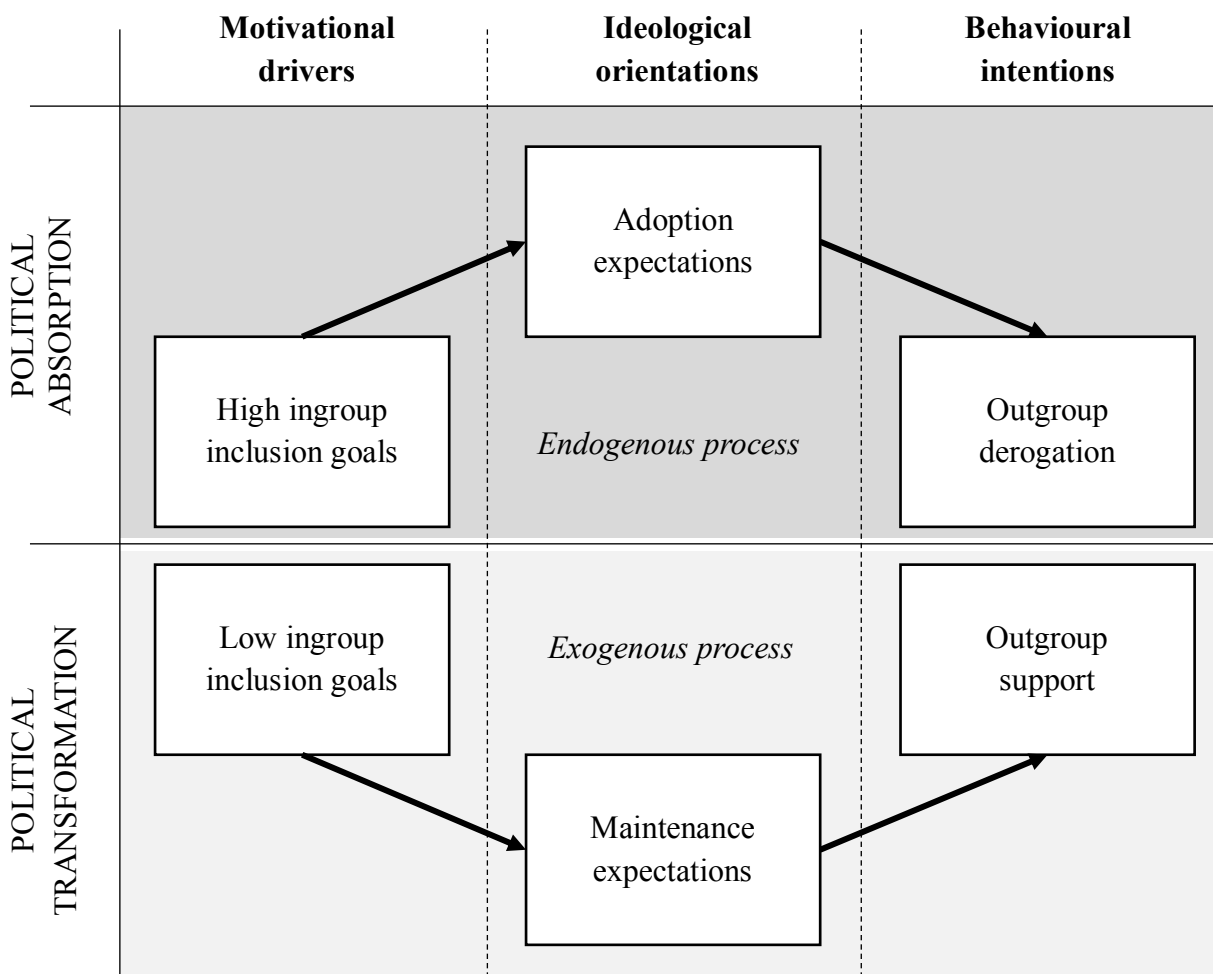 Motivational
drivers
Ideological
orientations
Behavioural
intentions
POLITICAL
ABSORPTION
High ingroup
inclusion goals
Adoption
expectations
Endogenous process
Outgroup
derogation
POLITICAL
TRANSFORMATION
Low ingroup
inclusion goals
Exogenous process
Maintenance
expectations
Outgroup
support